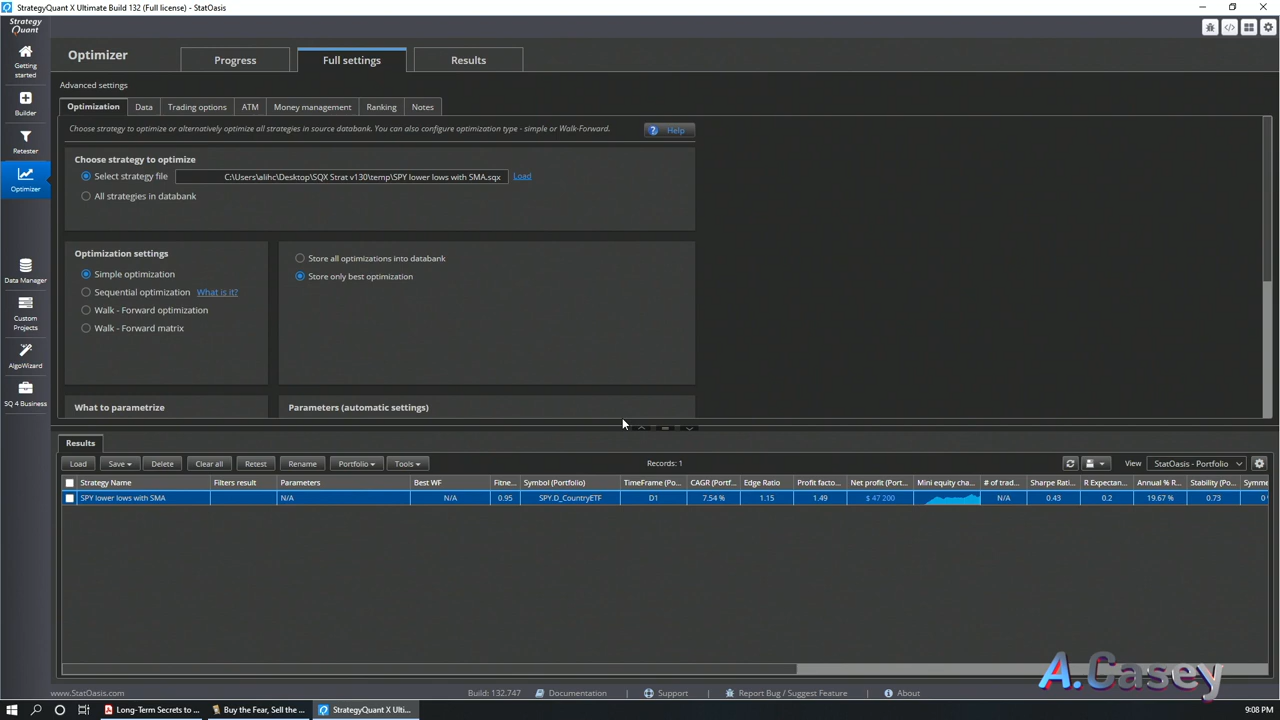 StrategyQuant X Ultimate Build 132 (Full license) - StatOasis
Strategy
Quant
Getting
started
Builder
Retester
Optimizer
Data Manager
Custom
Projects
AlgoWizard
SQ 4 Business
Optimizer
Progress
Full settings
Results
Advanced settings
Optimization
Data
Trading options
ATM
Money management
Ranking
Notes
Choose strategy to optimize or alternatively optimize all strategies in source databank. You can also configure optimization type - simple or Walk-Forward.
? Help
Choose strategy to optimize
Select strategy file
C:\Users\alihc\Desktop\SQX Strat v130\temp\SPY lower lows with SMA.sqx
Load
All strategies in databank
Optimization settings
Simple optimization
Sequential optimization What is it?
Walk - Forward optimization
Walk - Forward matrix
Store all optimizations into databank
Store only best optimization
What to parametrize
Parameters (automatic settings)
Results
Load Save Delete Clear all Retest Rename Portfolio Tools
Records: 1
View StatOasis - Portfolio
Strategy Name Filters result Parameters Best WF Fitne... Symbol (Portfolio) TimeFrame (Po... CAGR (Portf... Edge Ratio Profit facto... Net profit (Port... Mini equity cha... # of trad... Sharpe Rati... R Expectan... Annual % R... Stability (Po... Symme
SPY lower lows with SMA N/A N/A 0.95 SPY.D_CountryETF D1 7.54 % 1.15 1.49 $ 47 200 N/A 0.43 0.2 19.67 % 0.73 0
A.Casey
www.StatOasis.com
Build: 132.747
Documentation
Support
Report Bug / Suggest Feature
About
Long-Term Secrets to ...
Buy the Fear, Sell the ...
StrategyQuant X Ulti...
9:08 PM